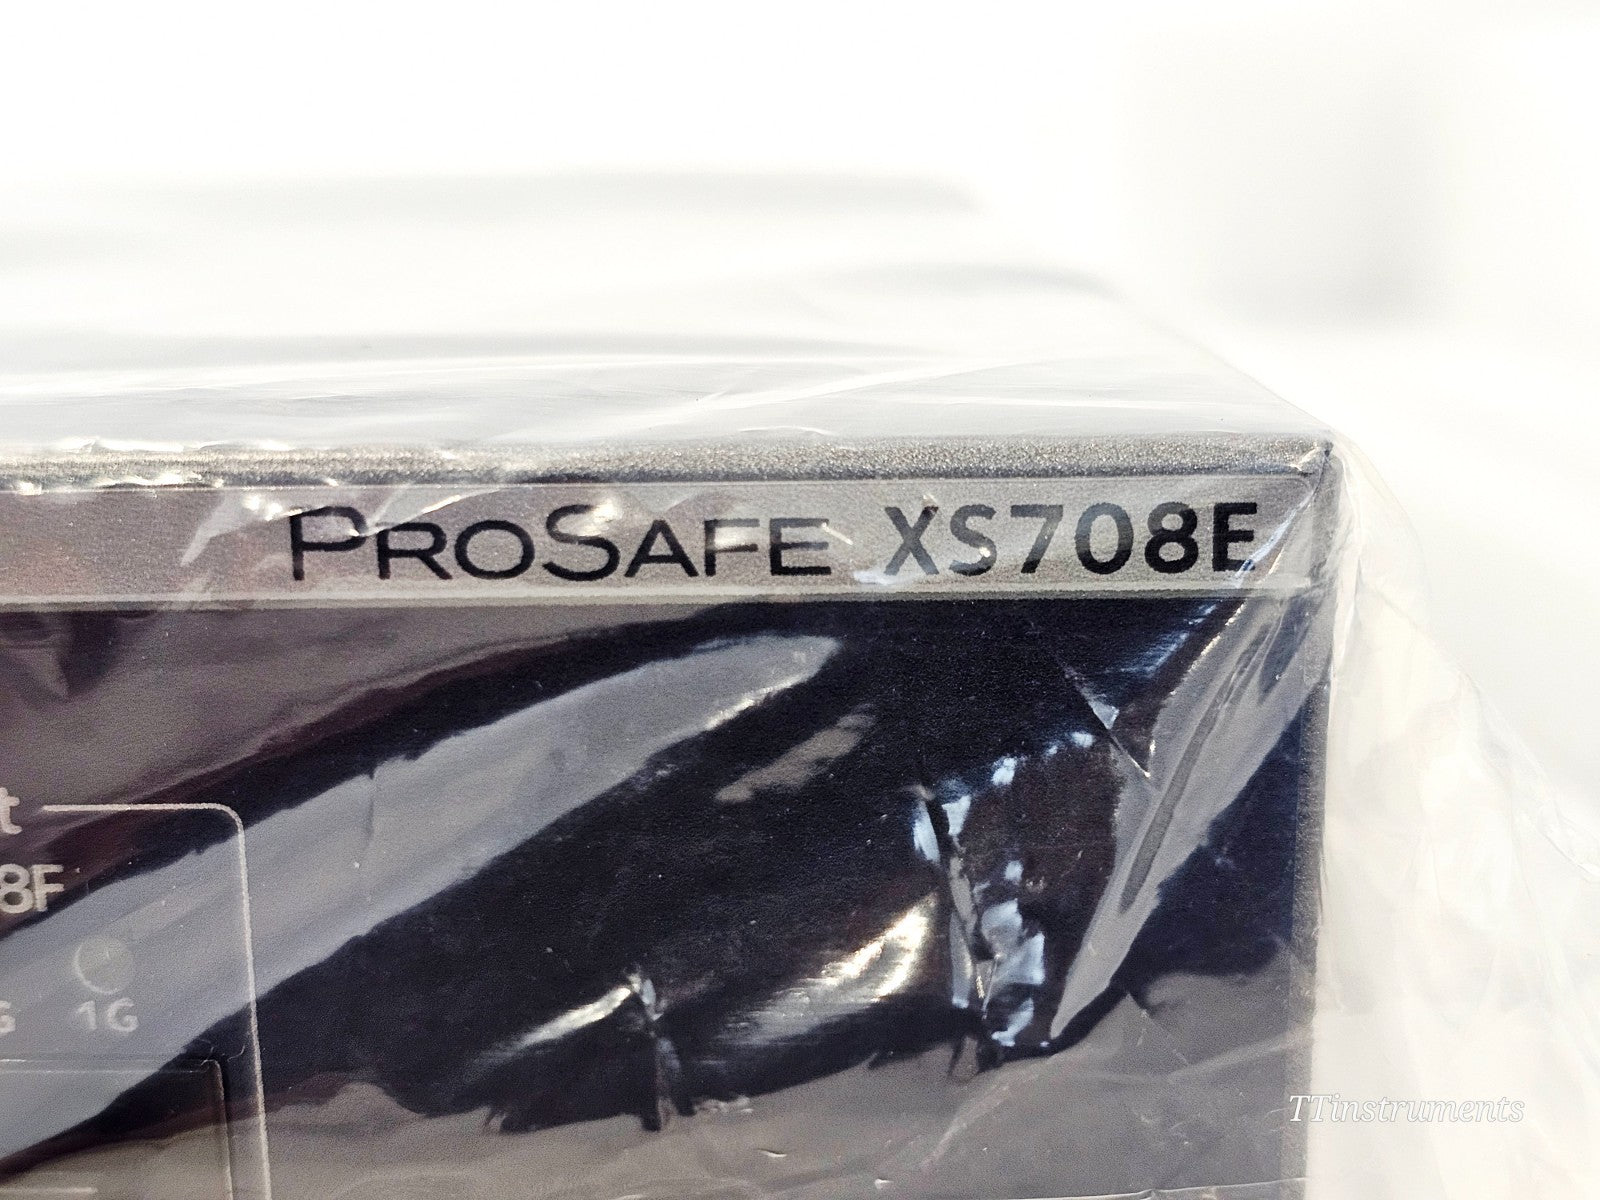 PROSAFE XS708E
t
8F
G 1G
TTinstruments